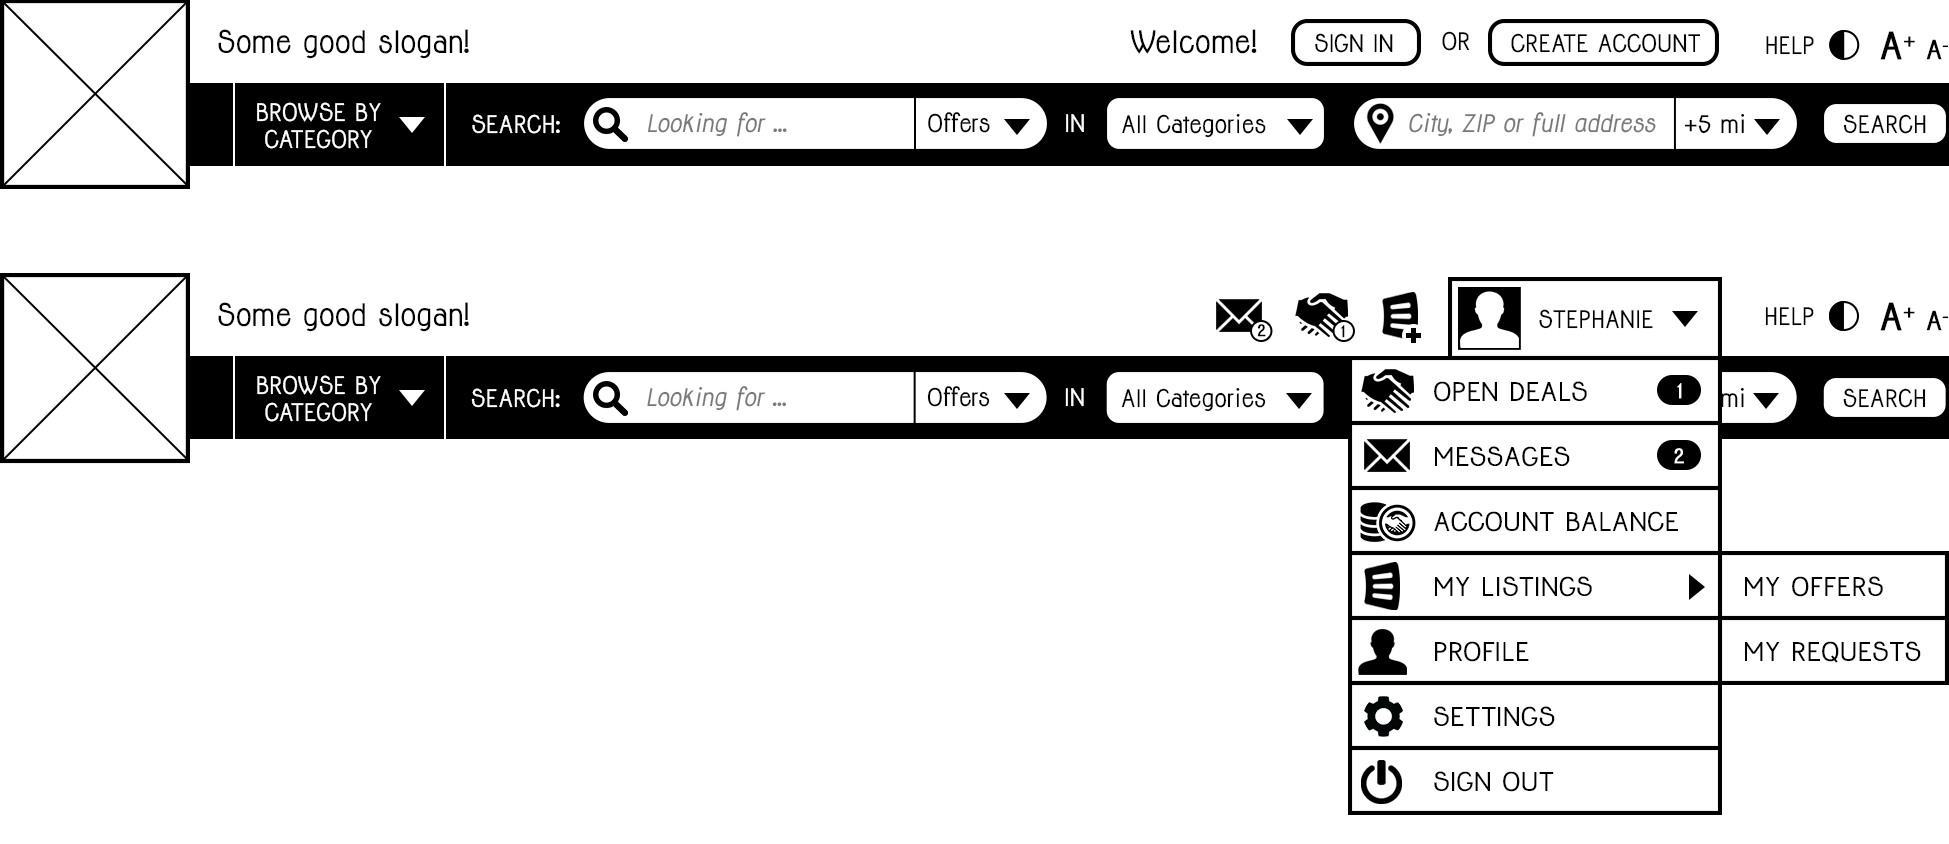 Some good slogan!
Welcome! SIGN IN OR CREATE ACCOUNT HELP A+ A-
BROWSE BY
CATEGORY
SEARCH: Looking for ... Offers IN All Categories City, ZIP or full address +5 mi SEARCH
Some good slogan!
2 1 STEPHANIE HELP A+ A-
BROWSE BY
CATEGORY
SEARCH: Looking for ... Offers IN All Categories mi SEARCH
OPEN DEALS 1
MESSAGES 2
ACCOUNT BALANCE
MY LISTINGS MY OFFERS
PROFILE MY REQUESTS
SETTINGS
SIGN OUT